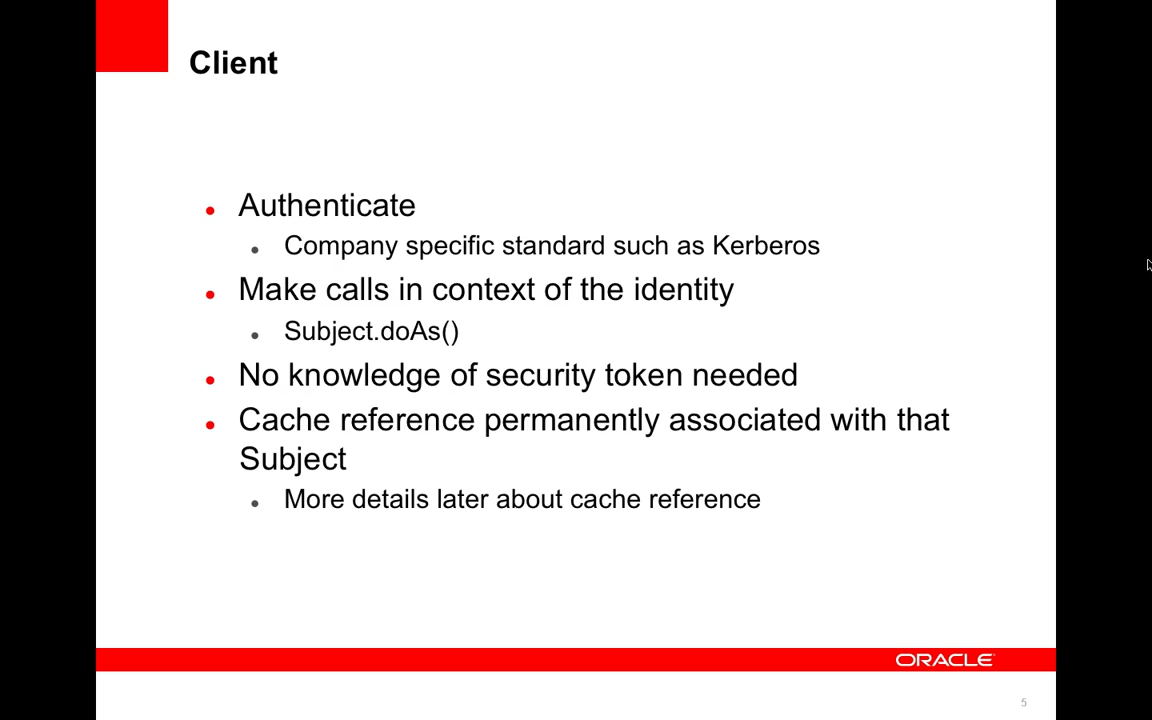 Client
Authenticate
Company specific standard such as Kerberos
Make calls in context of the identity
Subject.doAs()
No knowledge of security token needed
Cache reference permanently associated with that
Subject
More details later about cache reference
ORACLE
5